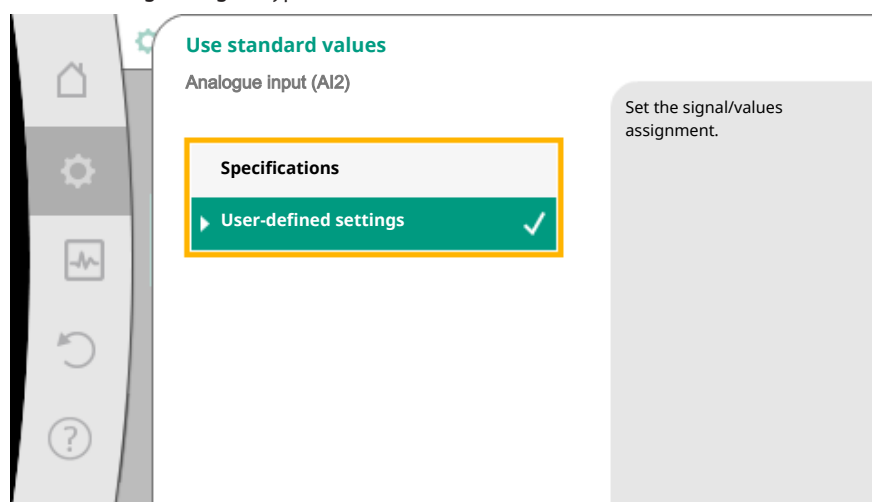 Use standard values
Analogue input (AI2)
Set the signal/values
assignment.
Specifications
User-defined settings
?